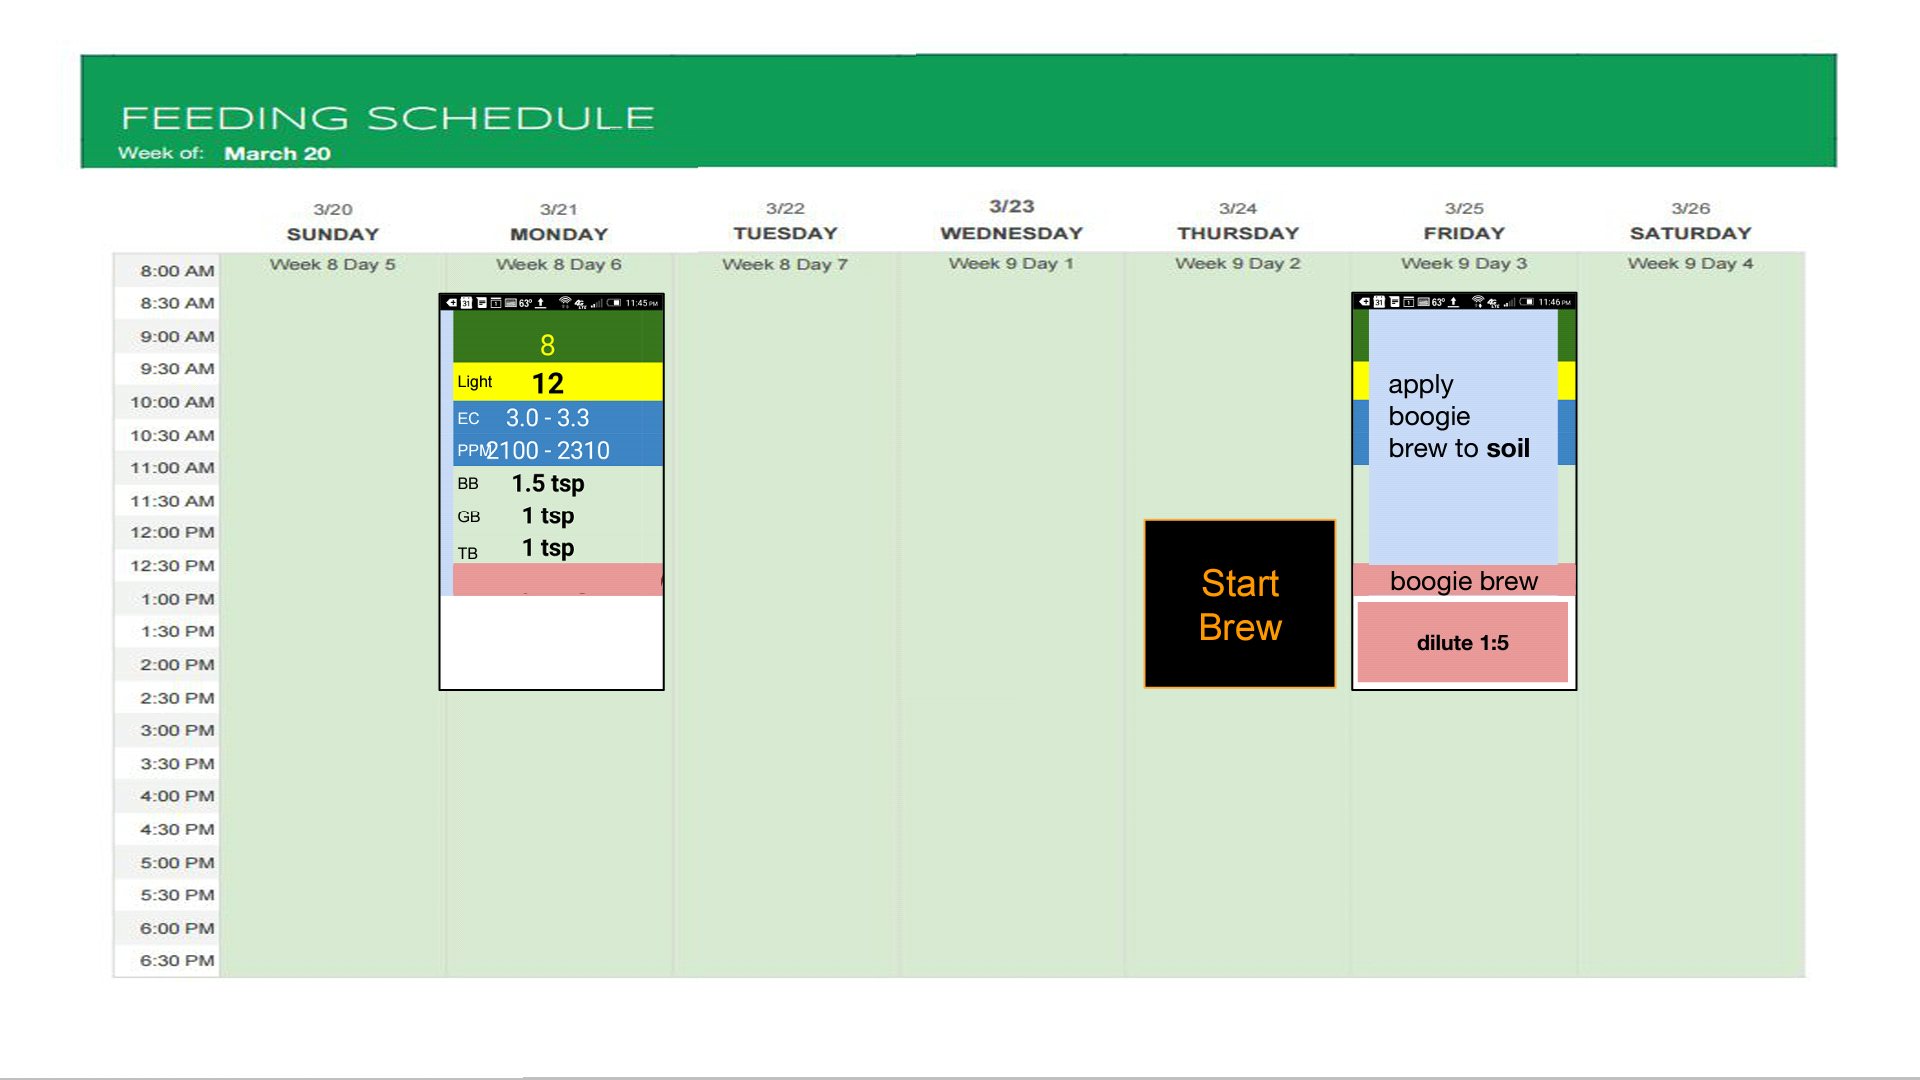 FEEDING SCHEDULE
Week of: March 20
3/20 3/21 3/22 3/23 3/24 3/25 3/26
SUNDAY MONDAY TUESDAY WEDNESDAY THURSDAY FRIDAY SATURDAY
Week 8 Day 5 Week 8 Day 6 Week 8 Day 7 Week 9 Day 1 Week 9 Day 2 Week 9 Day 3 Week 9 Day 4
8:00 AM
8:30 AM
9:00 AM
9:30 AM
10:00 AM
10:30 AM
11:00 AM
11:30 AM
12:00 PM
12:30 PM
1:00 PM
1:30 PM
2:00 PM
2:30 PM
3:00 PM
3:30 PM
4:00 PM
4:30 PM
5:00 PM
5:30 PM
6:00 PM
6:30 PM
31 1 63° 4G LTE 11:45 PM
8
Light 12
EC 3.0 - 3.3
PPM 2100 - 2310
BB 1.5 tsp
GB 1 tsp
TB 1 tsp
Start
Brew
31 1 63° 4G LTE 11:46 PM
apply
boogie
brew to soil
boogie brew
dilute 1:5